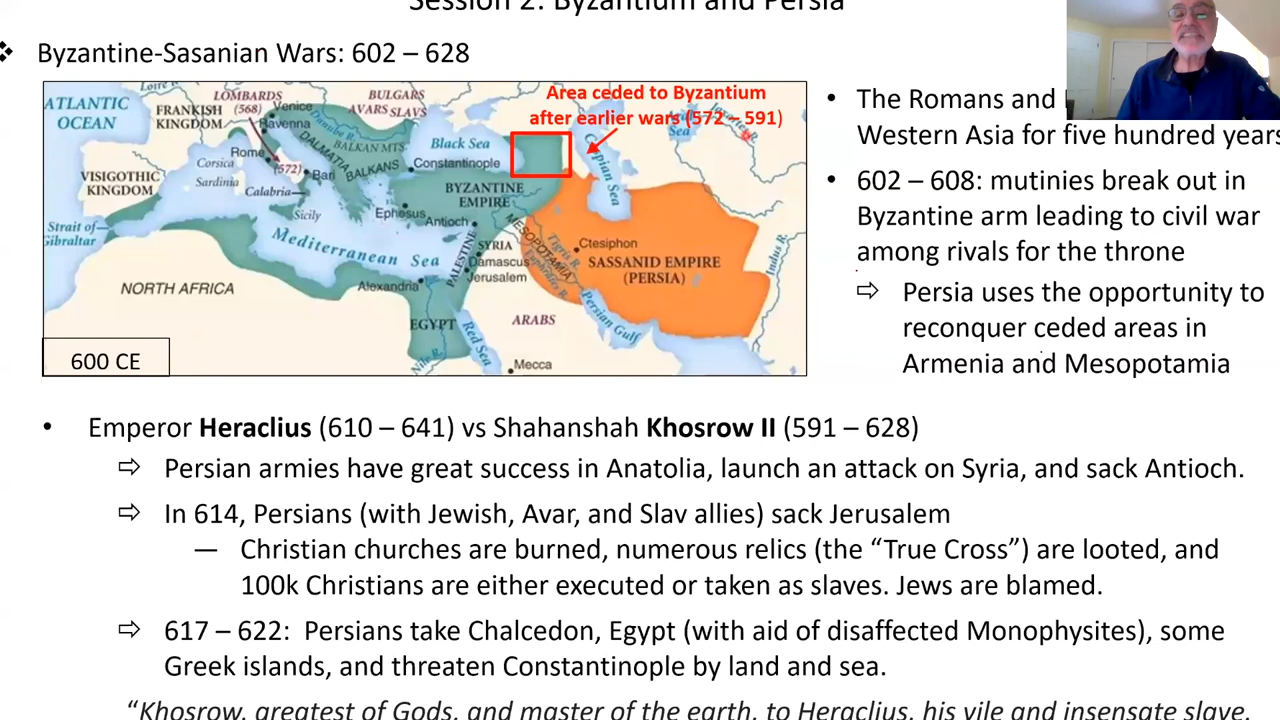 Session 2: Byzantium and Persia
Byzantine-Sasanian Wars: 602 – 628
ATLANTIC
OCEAN
Loire R.
FRANKISH
KINGDOM
LOMBARDS
(568)
Venice
Ravenna
BULGARS
AVARS SLAVS
Area ceded to Byzantium
after earlier wars (572 – 591)
Danube R.
DALMATIA
BALKAN MTS.
BALKANS
Black Sea
Constantinople
Caspian Sea
Sea
Rome
(572)
Bari
Corsica
Sardinia
Calabria
VISIGOTHIC
KINGDOM
BYZANTINE
EMPIRE
Sicily
Ephesus
Antioch
Strait of
Gibraltar
Mediterranean Sea
PALESTINE
SYRIA
Damascus
Jerusalem
MESOPOTAMIA
Tigris R.
Euphrates R.
Ctesiphon
SASSANID EMPIRE
(PERSIA)
Indus R.
NORTH AFRICA
Alexandria
EGYPT
Nile R.
Red Sea
ARABS
Persian Gulf
Mecca
600 CE
• The Romans and
Western Asia for five hundred years
• 602 – 608: mutinies break out in
Byzantine arm leading to civil war
among rivals for the throne
⇨ Persia uses the opportunity to
reconquer ceded areas in
Armenia and Mesopotamia
• Emperor Heraclius (610 – 641) vs Shahanshah Khosrow II (591 – 628)
⇨ Persian armies have great success in Anatolia, launch an attack on Syria, and sack Antioch.
⇨ In 614, Persians (with Jewish, Avar, and Slav allies) sack Jerusalem
— Christian churches are burned, numerous relics (the “True Cross”) are looted, and
100k Christians are either executed or taken as slaves. Jews are blamed.
⇨ 617 – 622: Persians take Chalcedon, Egypt (with aid of disaffected Monophysites), some
Greek islands, and threaten Constantinople by land and sea.
“Khosrow, greatest of Gods, and master of the earth, to Heraclius, his vile and insensate slave.